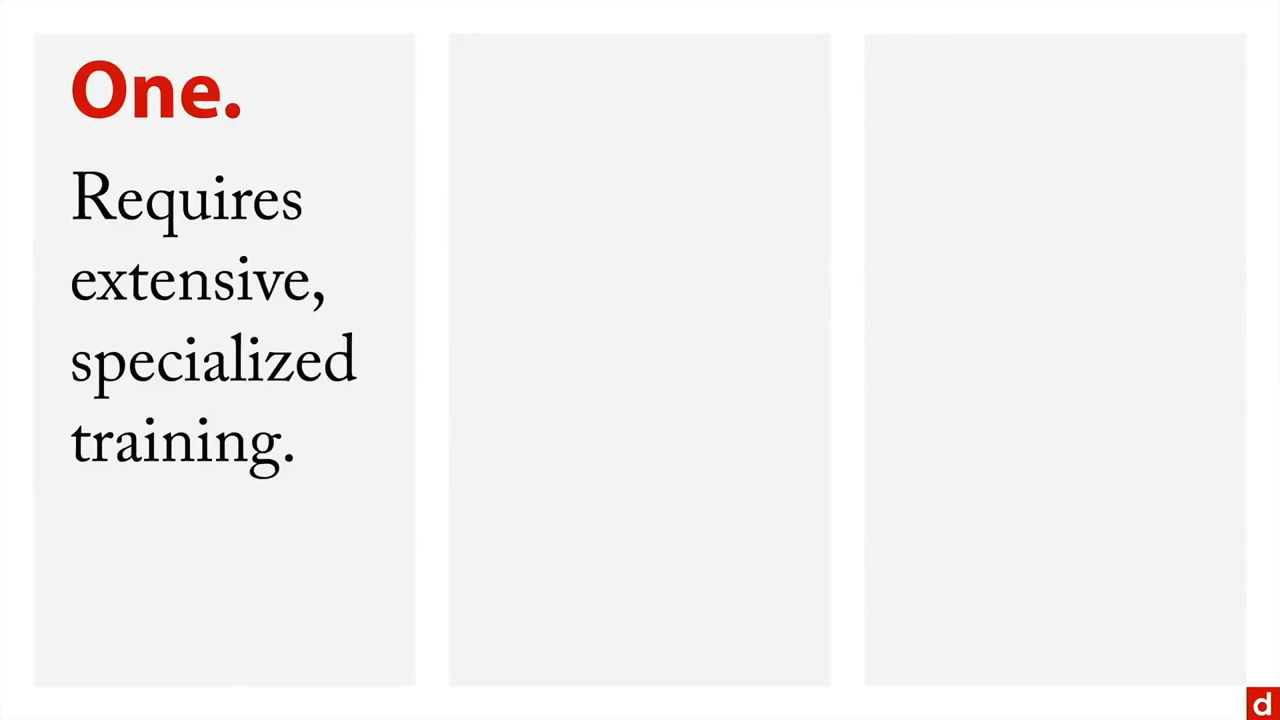 One.
Requires
extensive,
specialized
training.
d